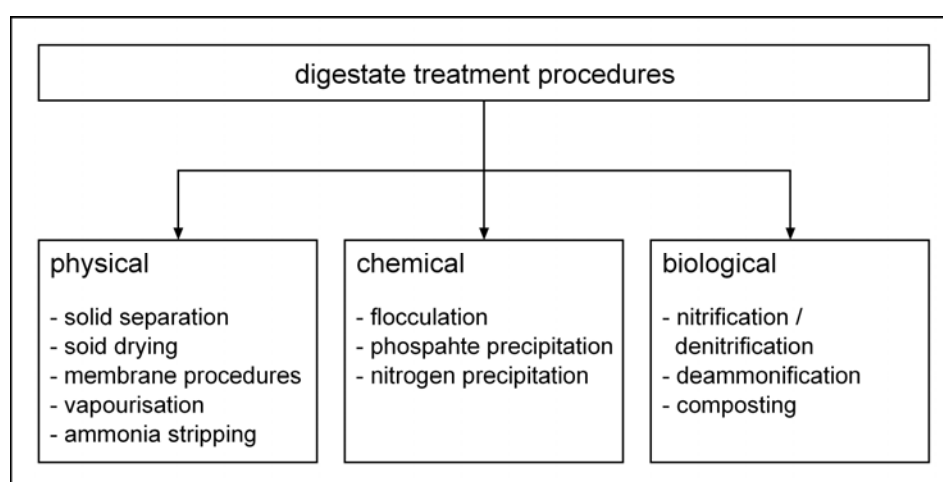 digestate treatment procedures
physical
- solid separation
- soid drying
- membrane procedures
- vapourisation
- ammonia stripping
chemical
- flocculation
- phospahte precipitation
- nitrogen precipitation
biological
- nitrification /
denitrification
- deammonification
- composting